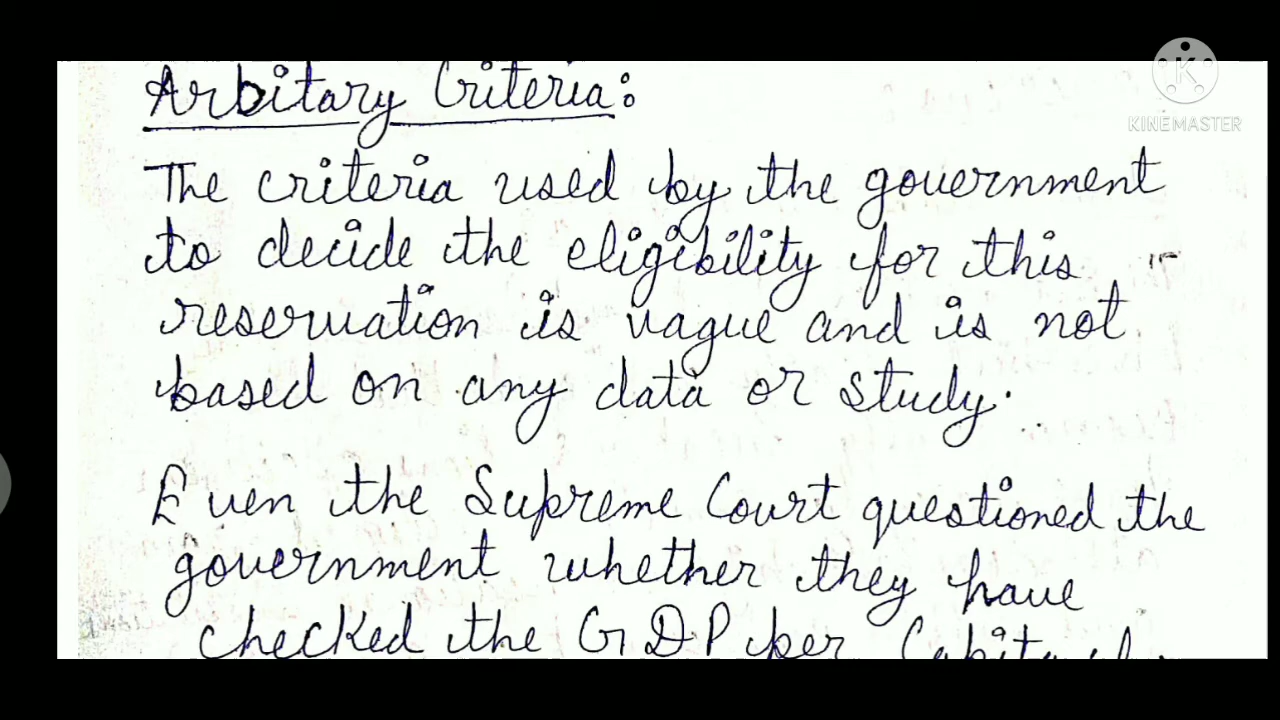 Arbitary Criteria:
KINEMASTER
The criteria used by the government
to decide the eligibility for this
reservation is vague and is not
based on any data or study.
Even the Supreme Court questioned the
government whether they have
checked the GDP per Capita